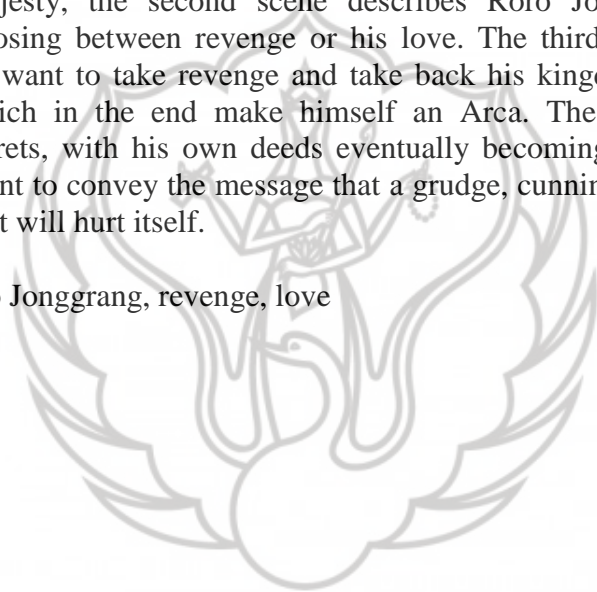 jesty, the second scene describes Roro Jo
osing between revenge or his love. The third
want to take revenge and take back his kingd
ich in the end make himself an Arca. The
rets, with his own deeds eventually becoming
nt to convey the message that a grudge, cunnin
t will hurt itself.
Jonggrang, revenge, love